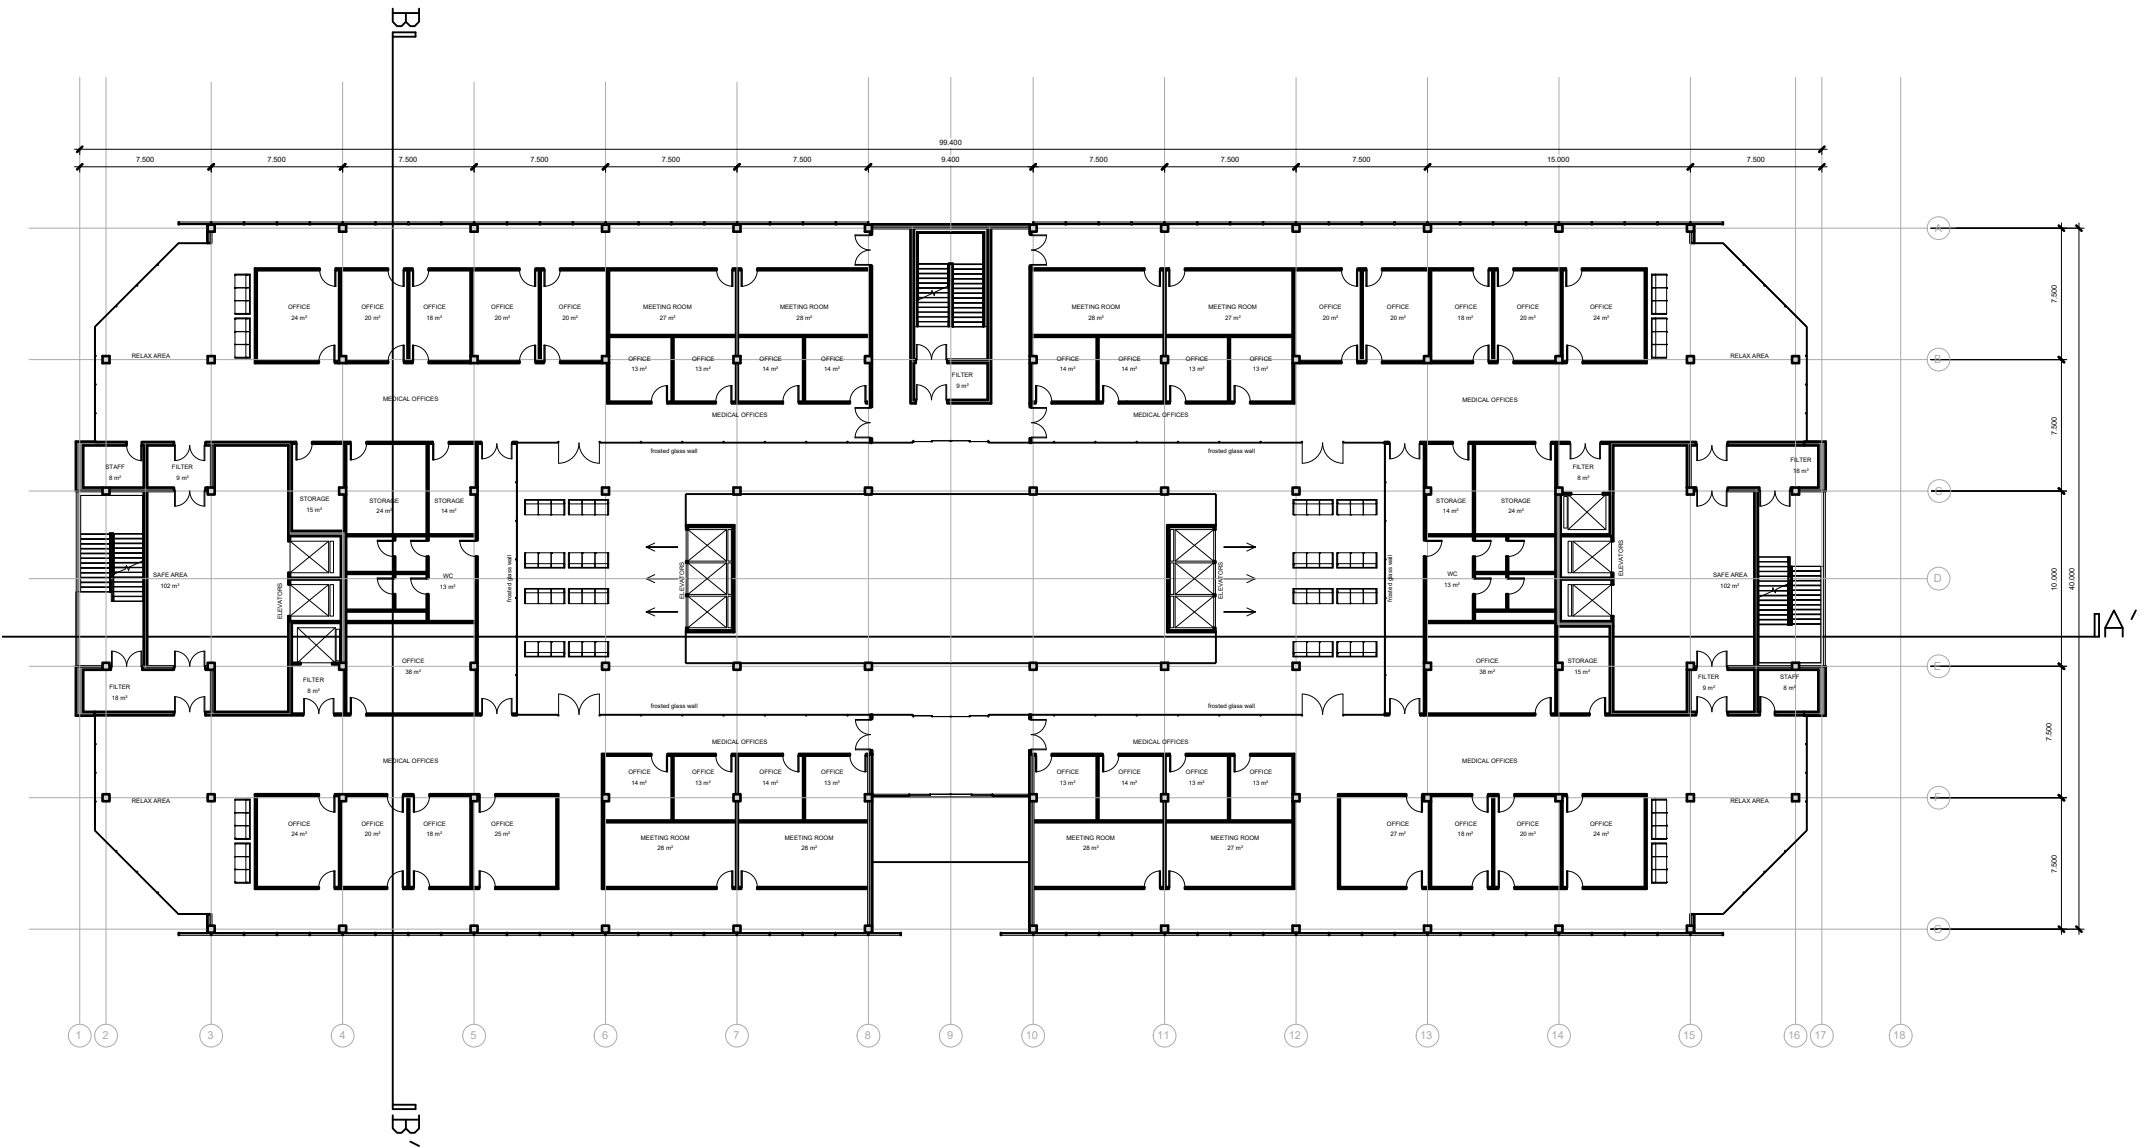 B
99.400
7.500 7.500 7.500 7.500 7.500 7.500 9.400 7.500 7.500 7.500 15.000 7.500
A
OFFICE 24 m²
OFFICE 20 m²
OFFICE 18 m²
OFFICE 20 m²
OFFICE 20 m²
MEETING ROOM 27 m²
MEETING ROOM 28 m²
MEETING ROOM 28 m²
MEETING ROOM 27 m²
OFFICE 20 m²
OFFICE 20 m²
OFFICE 18 m²
OFFICE 20 m²
OFFICE 24 m²
7.500
RELAX AREA
OFFICE 13 m²
OFFICE 13 m²
OFFICE 14 m²
OFFICE 14 m²
FILTER 9 m²
OFFICE 14 m²
OFFICE 14 m²
OFFICE 13 m²
OFFICE 13 m²
RELAX AREA
B
MEDICAL OFFICES
MEDICAL OFFICES
MEDICAL OFFICES
MEDICAL OFFICES
7.500
frosted glass wall
frosted glass wall
STAFF 8 m²
FILTER 9 m²
STORAGE 15 m²
STORAGE 24 m²
STORAGE 14 m²
STORAGE 14 m²
STORAGE 24 m²
FILTER 8 m²
FILTER 18 m²
C
SAFE AREA 102 m²
ELEVATORS
WC 13 m²
frosted glass wall
ELEVATORS
ELEVATORS
frosted glass wall
WC 13 m²
ELEVATORS
SAFE AREA 102 m²
D
10.000
40.000
A'
FILTER 18 m²
FILTER 8 m²
OFFICE 38 m²
OFFICE 38 m²
STORAGE 15 m²
FILTER 9 m²
STAFF 8 m²
E
frosted glass wall
frosted glass wall
MEDICAL OFFICES
MEDICAL OFFICES
MEDICAL OFFICES
MEDICAL OFFICES
7.500
OFFICE 14 m²
OFFICE 13 m²
OFFICE 14 m²
OFFICE 13 m²
OFFICE 13 m²
OFFICE 14 m²
OFFICE 13 m²
OFFICE 13 m²
RELAX AREA
RELAX AREA
F
OFFICE 24 m²
OFFICE 20 m²
OFFICE 18 m²
OFFICE 25 m²
MEETING ROOM 28 m²
MEETING ROOM 28 m²
MEETING ROOM 28 m²
MEETING ROOM 27 m²
OFFICE 27 m²
OFFICE 18 m²
OFFICE 20 m²
OFFICE 24 m²
7.500
G
1 2 3 4 5 6 7 8 9 10 11 12 13 14 15 16 17 18
B'